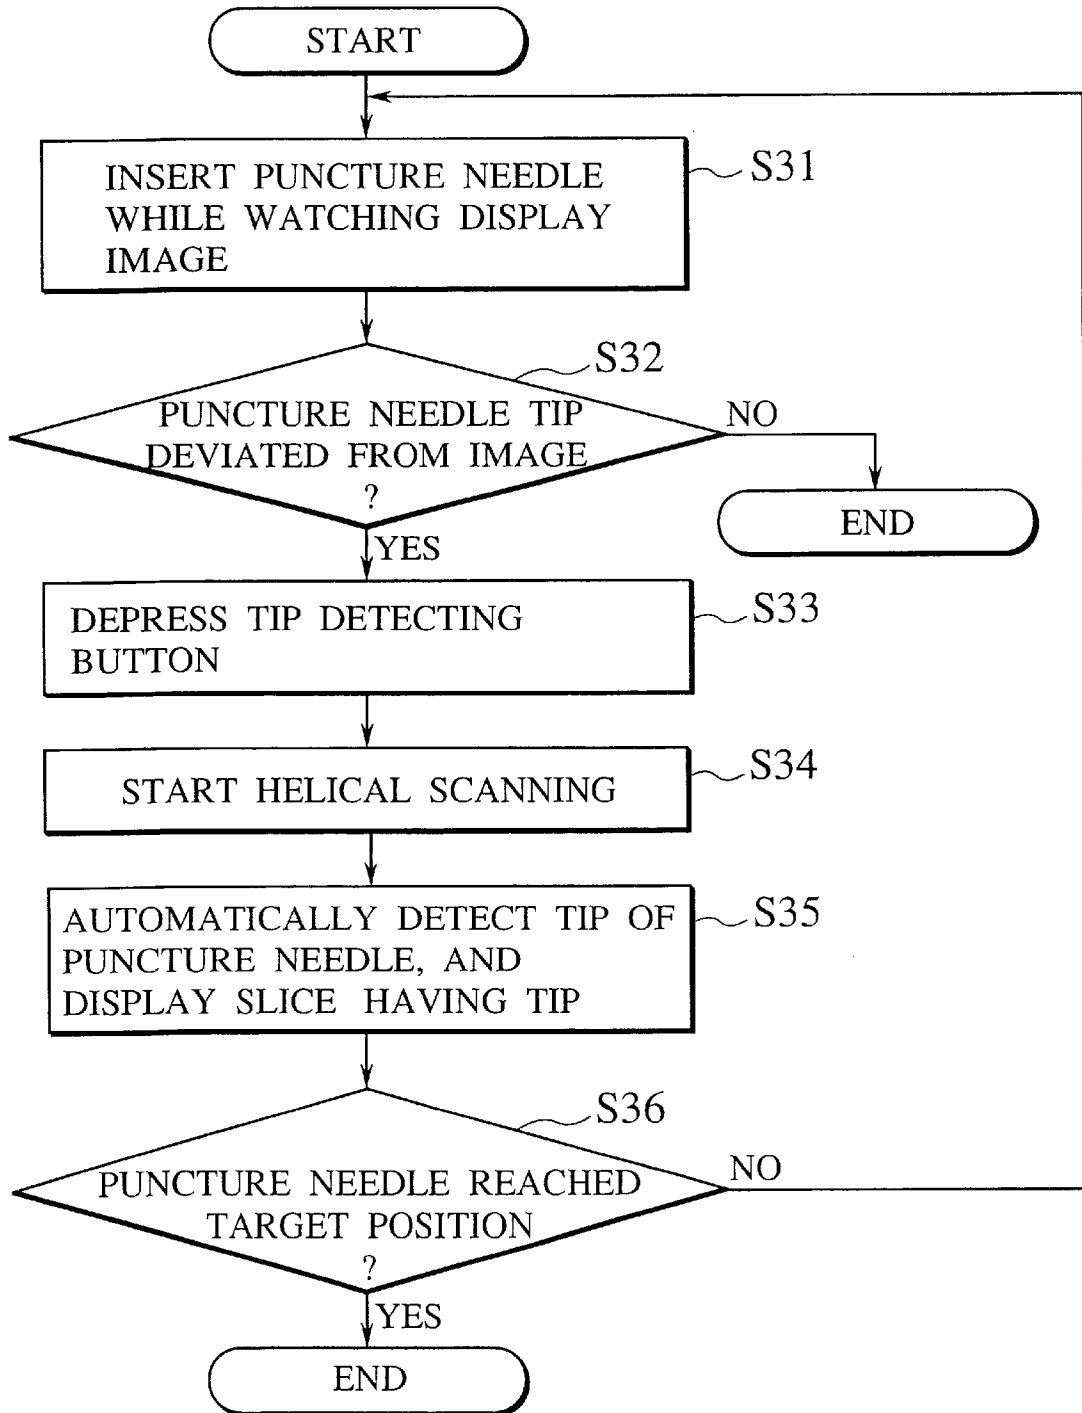 START
INSERT PUNCTURE NEEDLE
WHILE WATCHING DISPLAY
IMAGE
S31
S32
PUNCTURE NEEDLE TIP
DEVIATED FROM IMAGE
?
NO
END
YES
DEPRESS TIP DETECTING
BUTTON
S33
START HELICAL SCANNING
S34
AUTOMATICALLY DETECT TIP OF
PUNCTURE NEEDLE, AND
DISPLAY SLICE HAVING TIP
S35
S36
PUNCTURE NEEDLE REACHED
TARGET POSITION
?
NO
YES
END